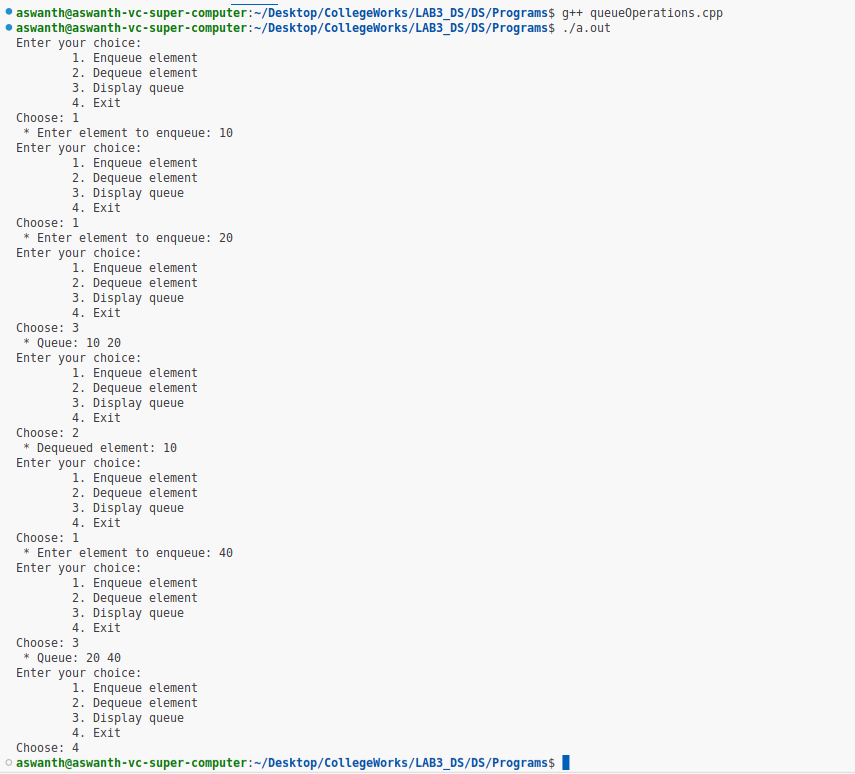 aswanth@aswanth-vc-super-computer:~/Desktop/CollegeWorks/LAB3_DS/DS/Programs$ g++ queueOperations.cpp
aswanth@aswanth-vc-super-computer:~/Desktop/CollegeWorks/LAB3_DS/DS/Programs$ ./a.out
Enter your choice:
        1. Enqueue element
        2. Dequeue element
        3. Display queue
        4. Exit
Choose: 1
 * Enter element to enqueue: 10
Enter your choice:
        1. Enqueue element
        2. Dequeue element
        3. Display queue
        4. Exit
Choose: 1
 * Enter element to enqueue: 20
Enter your choice:
        1. Enqueue element
        2. Dequeue element
        3. Display queue
        4. Exit
Choose: 3
 * Queue: 10 20
Enter your choice:
        1. Enqueue element
        2. Dequeue element
        3. Display queue
        4. Exit
Choose: 2
 * Dequeued element: 10
Enter your choice:
        1. Enqueue element
        2. Dequeue element
        3. Display queue
        4. Exit
Choose: 1
 * Enter element to enqueue: 40
Enter your choice:
        1. Enqueue element
        2. Dequeue element
        3. Display queue
        4. Exit
Choose: 3
 * Queue: 20 40
Enter your choice:
        1. Enqueue element
        2. Dequeue element
        3. Display queue
        4. Exit
Choose: 4
aswanth@aswanth-vc-super-computer:~/Desktop/CollegeWorks/LAB3_DS/DS/Programs$